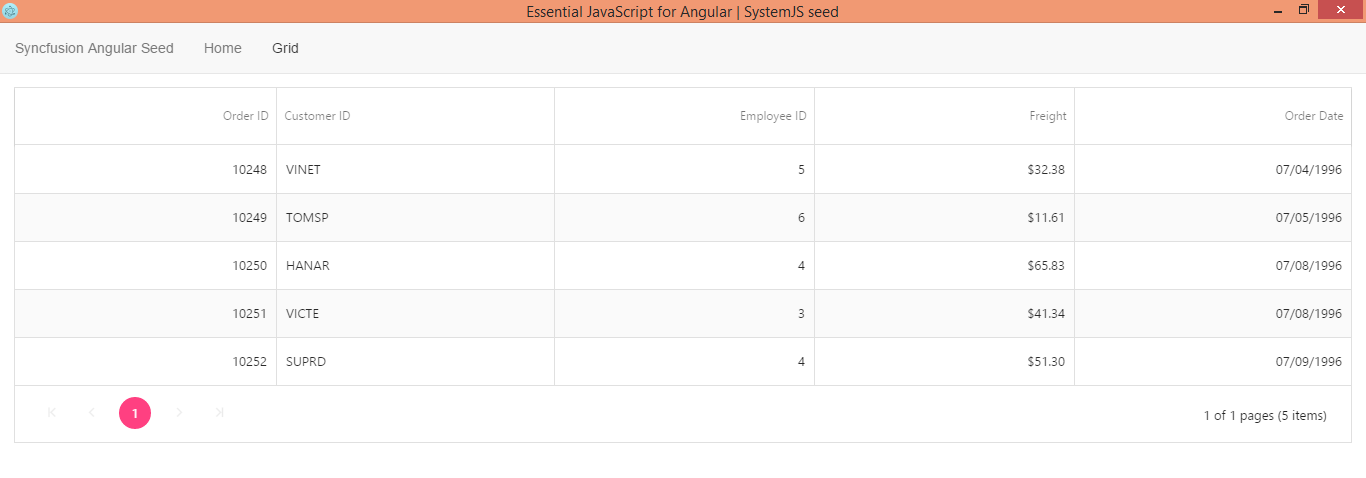 Essential JavaScript for Angular | SystemJS seed
Syncfusion Angular Seed Home Grid
Order ID Customer ID Employee ID Freight Order Date
10248 VINET 5 $32.38 07/04/1996
10249 TOMSP 6 $11.61 07/05/1996
10250 HANAR 4 $65.83 07/08/1996
10251 VICTE 3 $41.34 07/08/1996
10252 SUPRD 4 $51.30 07/09/1996
1 1 of 1 pages (5 items)